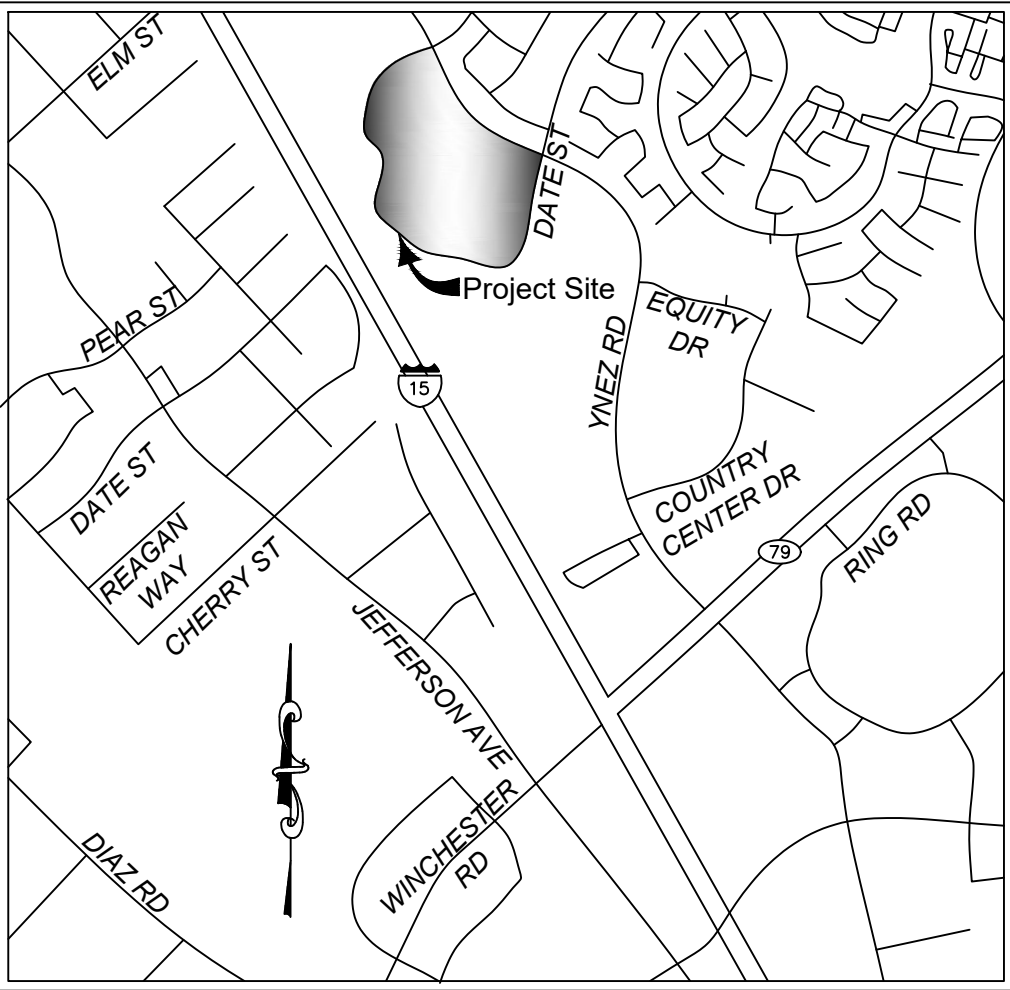 ELM ST
DATE ST
Project Site
PEAR ST
EQUITY
DR
YNEZ RD
15
DATE ST
COUNTRY
CENTER DR
REAGAN
WAY
CHERRY ST
79
RING RD
JEFFERSON AVE
WINCHESTER
RD
DIAZ RD